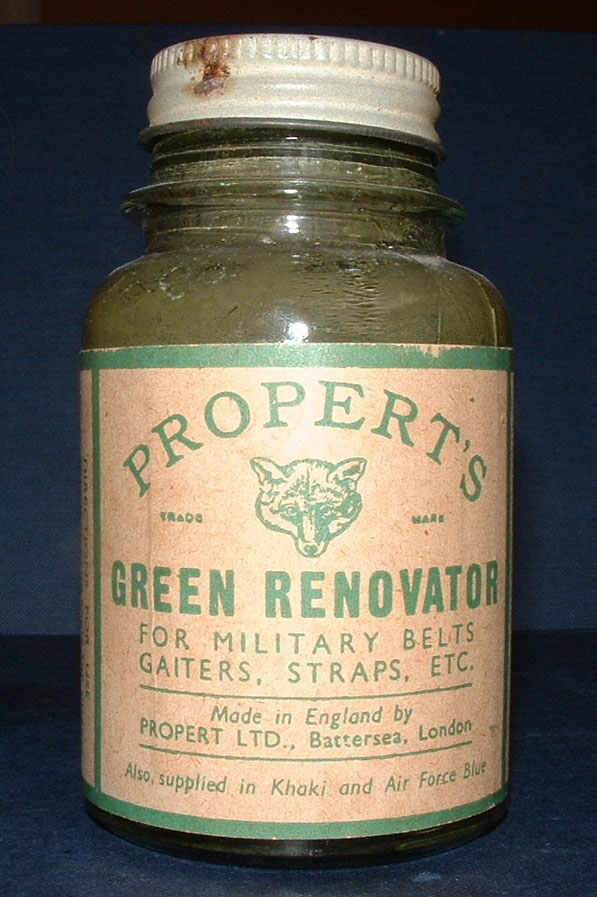 PROPERT'S
TRADE MARK
GREEN RENOVATOR
FOR MILITARY BELTS
GAITERS, STRAPS, ETC.
Made in England by
PROPERT LTD., Battersea, London
Also, supplied in Khaki and Air Force Blue